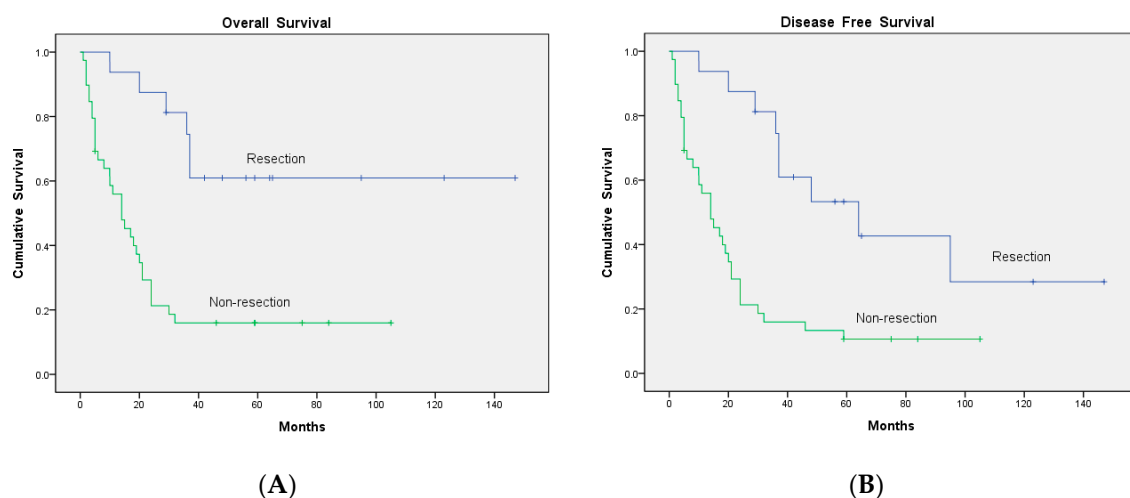 Overall Survival
1.0
0.8
0.6
0.4
0.2
0.0
Cumulative Survival
Resection
Non-resection
0 20 40 60 80 100 120 140
Months
(A)
Disease Free Survival
1.0
0.8
0.6
0.4
0.2
0.0
Cumulative Survival
Resection
Non-resection
0 20 40 60 80 100 120 140
Months
(B)